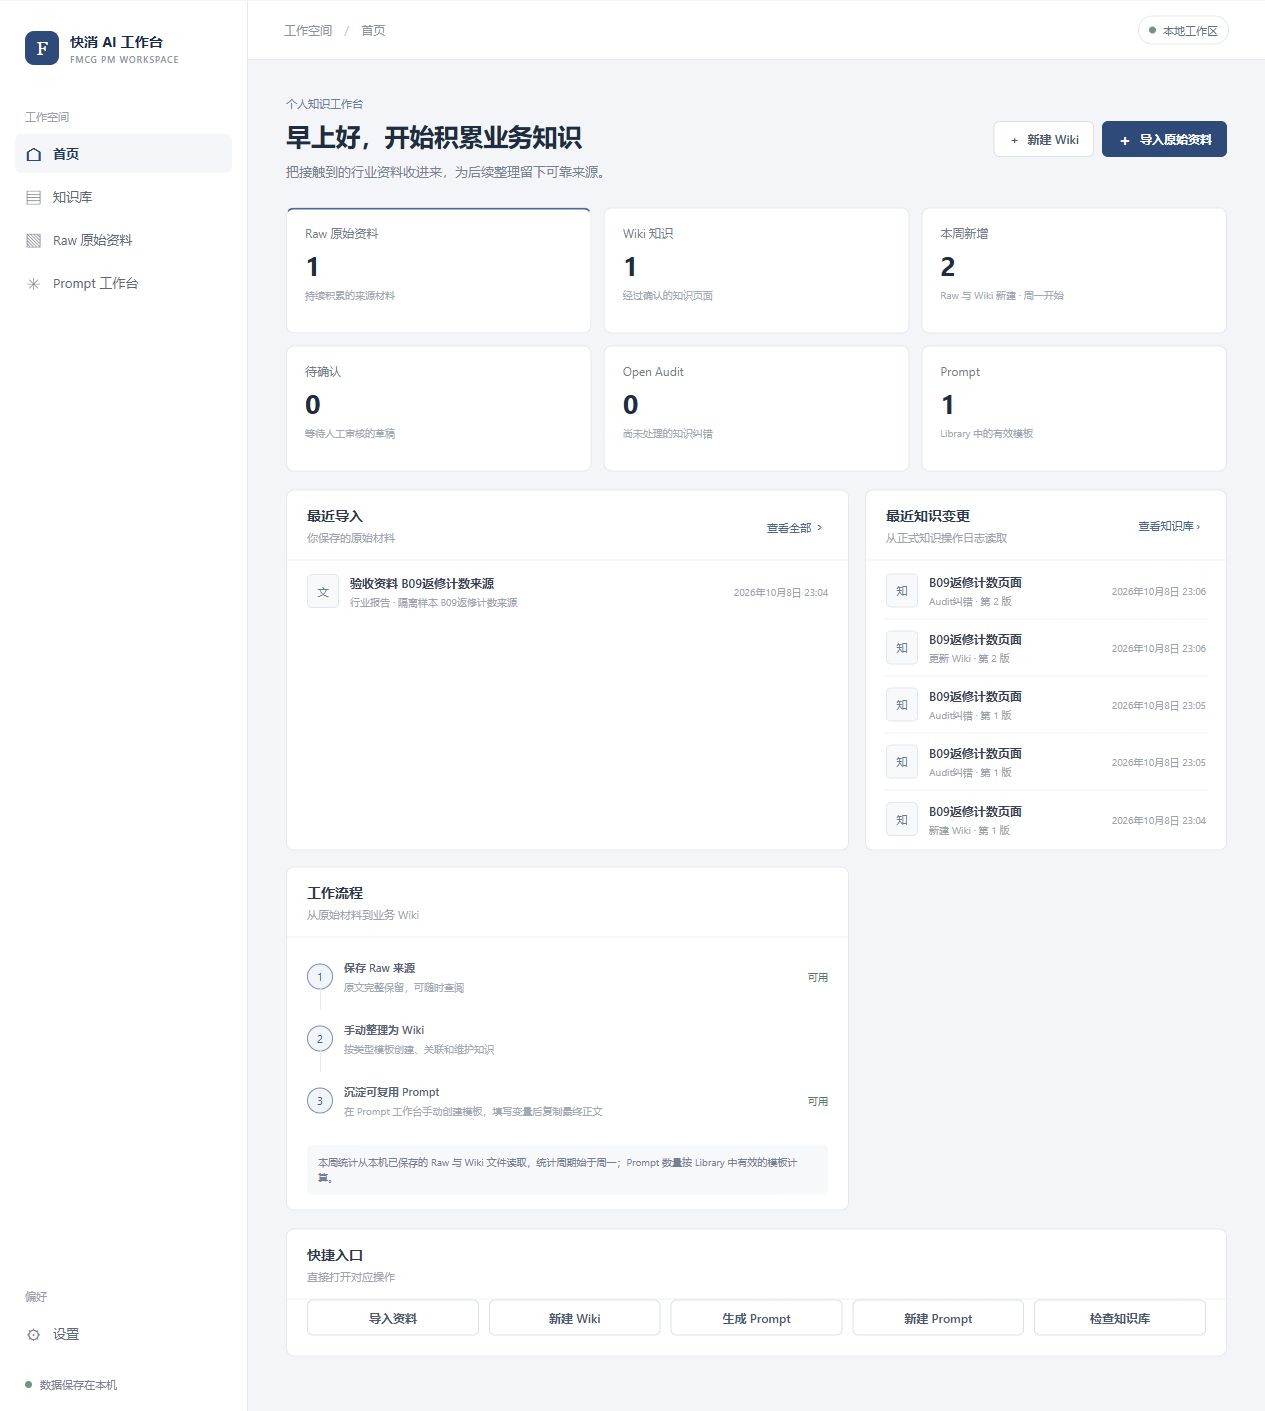 F
快消 AI 工作台
FMCG PM WORKSPACE
工作空间
首页
知识库
Raw 原始资料
Prompt 工作台
偏好
设置
数据保存在本机
工作空间 / 首页
本地工作区
个人知识工作台
早上好，开始积累业务知识
把接触到的行业资料收进来，为后续整理留下可靠来源。
+ 新建 Wiki
+ 导入原始资料
Raw 原始资料
1
持续积累的来源材料
Wiki 知识
1
经过确认的知识页面
本周新增
2
Raw 与 Wiki 新建 · 周一开始
待确认
0
等待人工审核的草稿
Open Audit
0
尚未处理的知识纠错
Prompt
1
Library 中的有效模板
最近导入
你保存的原始材料
查看全部 ›
文
验收资料 B09返修计数来源
行业报告 · 隔离样本 B09返修计数来源
2026年10月8日 23:04
最近知识变更
从正式知识操作日志读取
查看知识库 ›
知
B09返修计数页面
Audit纠错 · 第 2 版
2026年10月8日 23:06
知
B09返修计数页面
更新 Wiki · 第 2 版
2026年10月8日 23:06
知
B09返修计数页面
Audit纠错 · 第 1 版
2026年10月8日 23:05
知
B09返修计数页面
Audit纠错 · 第 1 版
2026年10月8日 23:05
知
B09返修计数页面
新建 Wiki · 第 1 版
2026年10月8日 23:04
工作流程
从原始材料到业务 Wiki
1
保存 Raw 来源
原文完整保留，可随时查阅
可用
2
手动整理为 Wiki
按类型模板创建、关联和维护知识
3
沉淀可复用 Prompt
在 Prompt 工作台手动创建模板，填写变量后复制最终正文
可用
本周统计从本机已保存的 Raw 与 Wiki 文件读取，统计周期始于周一；Prompt 数量按 Library 中有效的模板计
算。
快捷入口
直接打开对应操作
导入资料
新建 Wiki
生成 Prompt
新建 Prompt
检查知识库